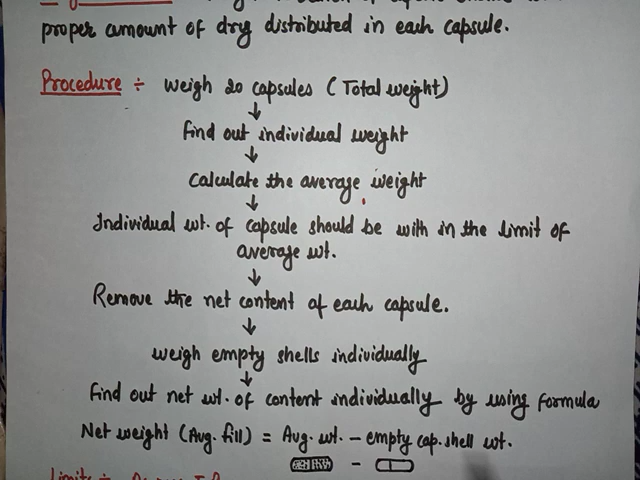 proper amount of dry distributed in each capsule.
Procedure ÷ weigh 20 capsules (Total weight)
↓
find out individual weight
↓
Calculate the average weight
↓
Individual wt. of capsule should be with in the limit of
average wt.
↓
Remove the net content of each capsule.
↓
weigh empty shells individually
↓
find out net wt. of content individually by using formula
Net weight (Avg. fill) = Avg. wt. – empty cap. shell wt.
–